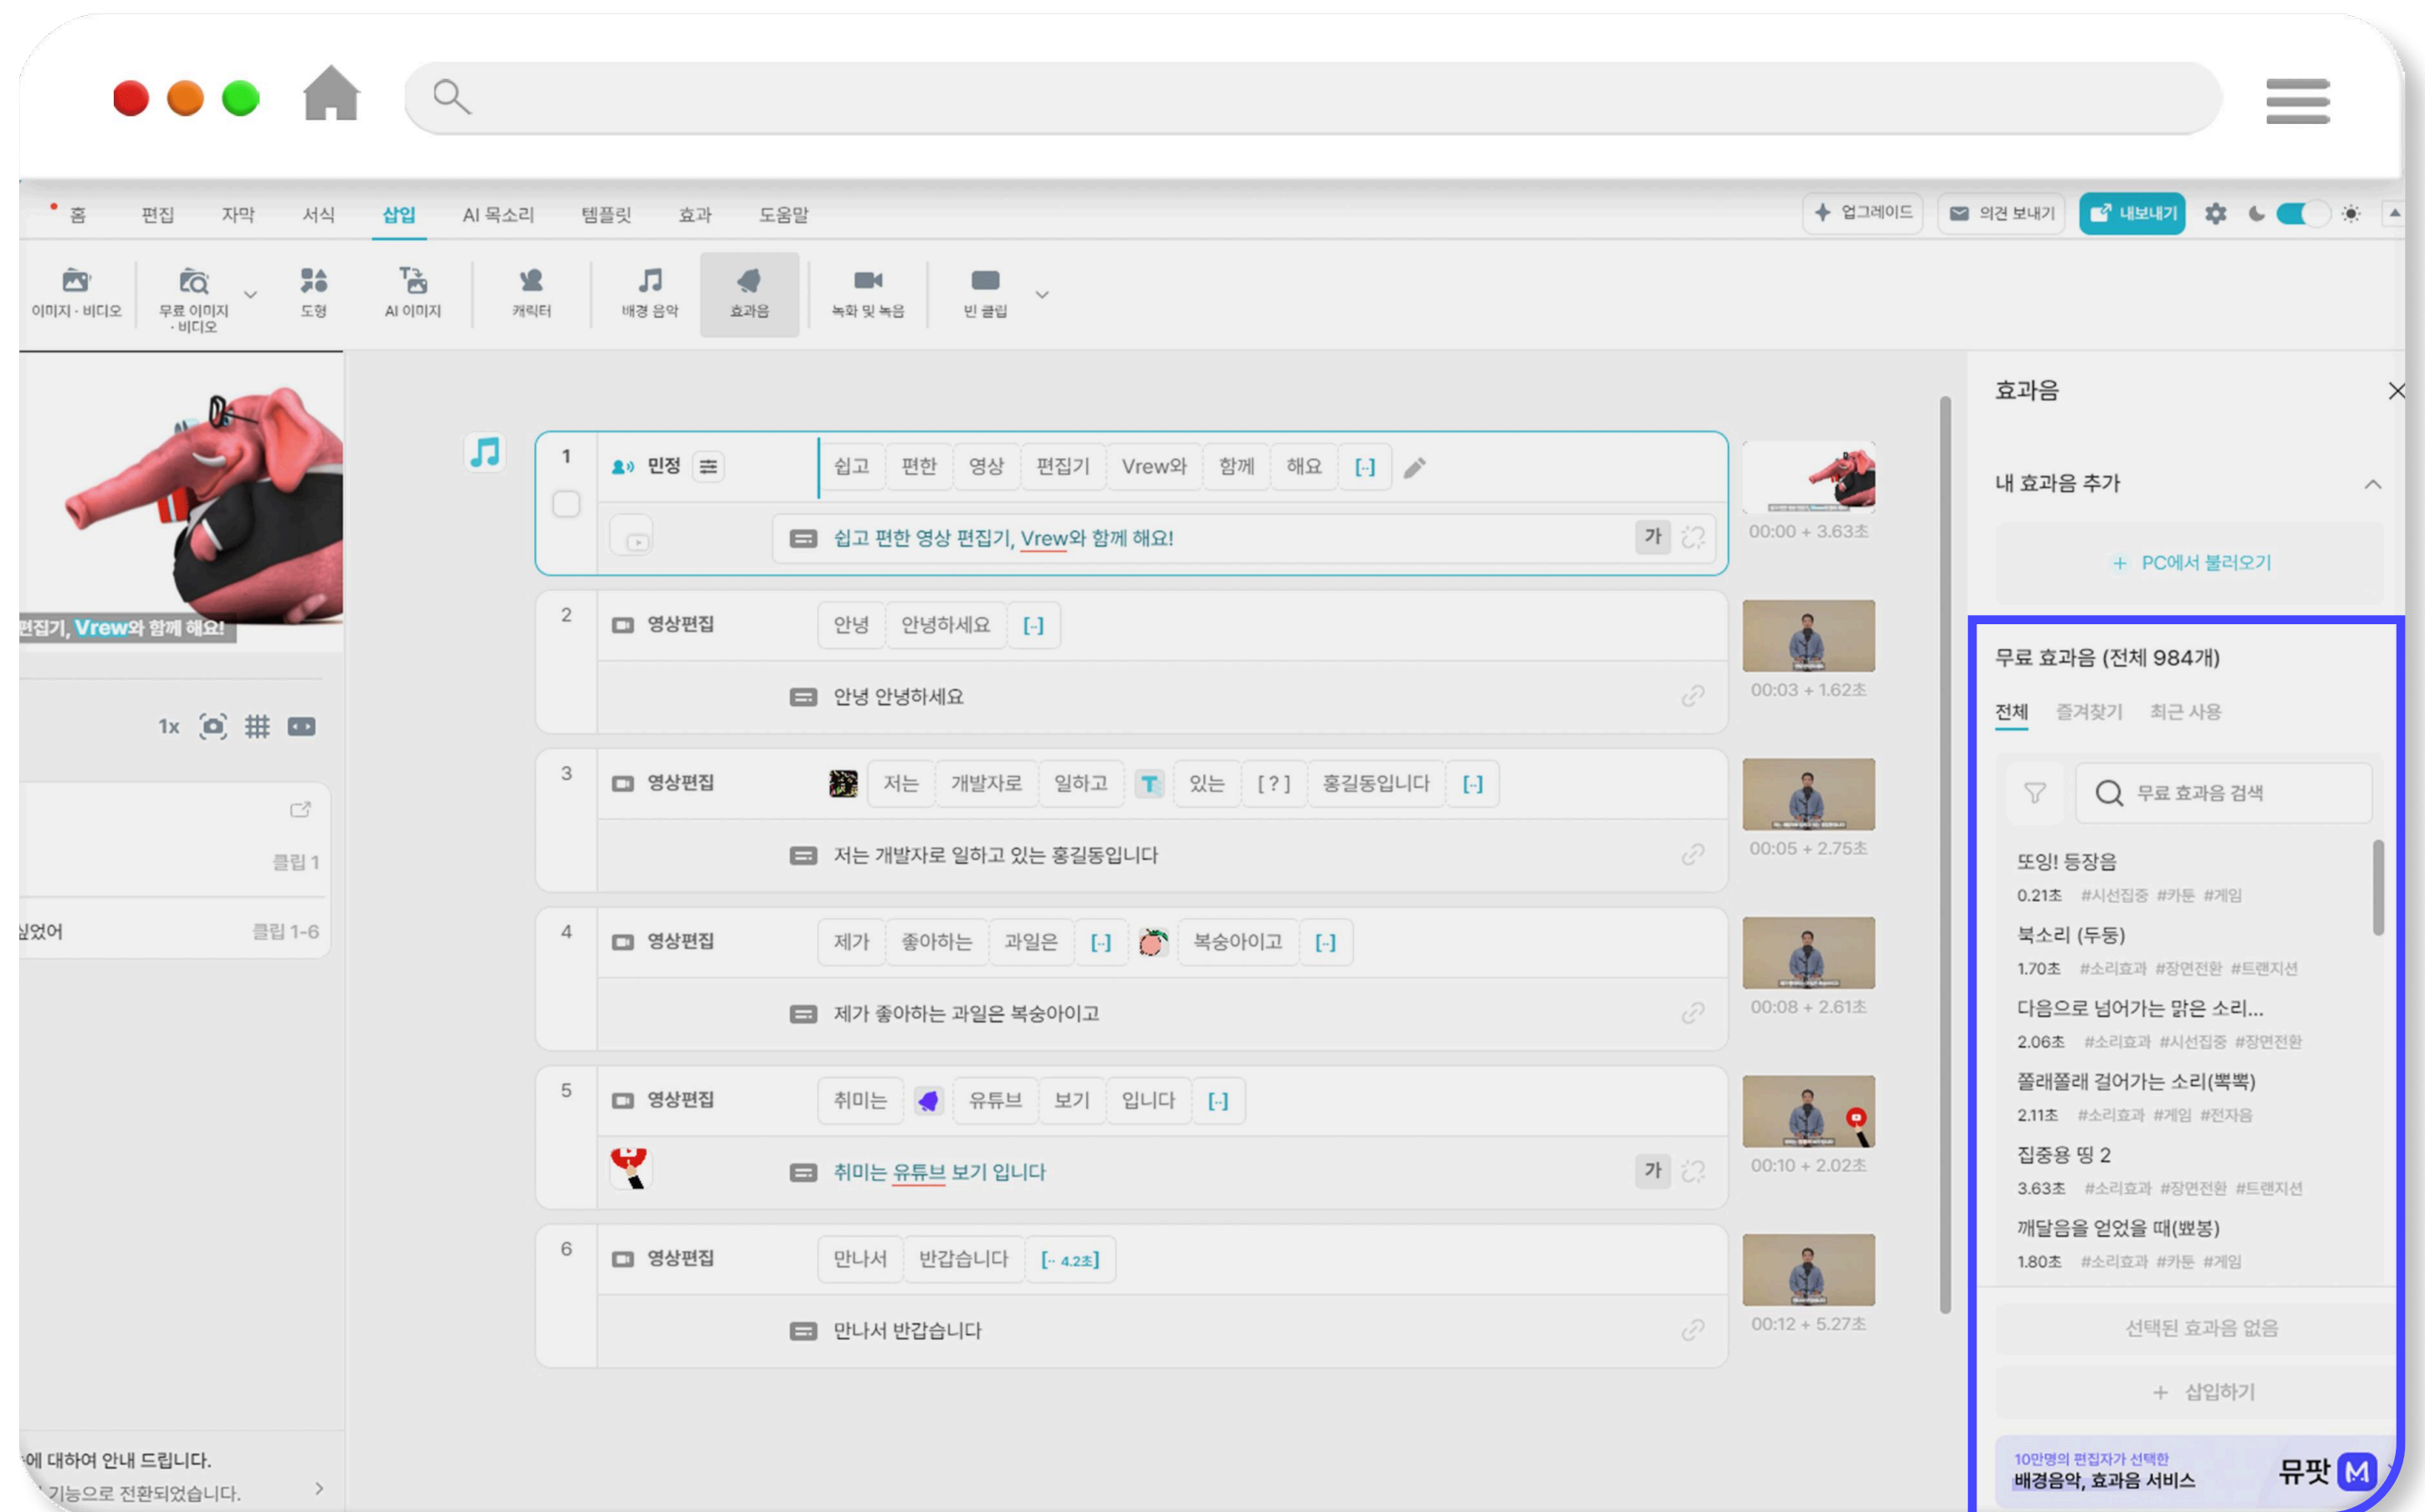 홈 편집 자막 서식 삽입 AI 목소리 템플릿 효과 도움말 업그레이드 의견 보내기 내보내기
이미지 · 비디오 무료 이미지 · 비디오 도형 AI 이미지 캐릭터 배경 음악 효과음 녹화 및 녹음 빈 클립
편집기, Vrew와 함께 해요!
1x
클립 1
싶었어 클립 1-6
에 대하여 안내 드립니다.
기능으로 전환되었습니다.
1 민정 쉽고 편한 영상 편집기 Vrew와 함께 해요 [··]
쉽고 편한 영상 편집기, Vrew와 함께 해요! 가
00:00 + 3.63초
2 영상편집 안녕 안녕하세요 [··]
안녕 안녕하세요
00:03 + 1.62초
3 영상편집 저는 개발자로 일하고 T 있는 [ ? ] 홍길동입니다 [··]
저는 개발자로 일하고 있는 홍길동입니다
00:05 + 2.75초
4 영상편집 제가 좋아하는 과일은 [··] 복숭아이고 [··]
제가 좋아하는 과일은 복숭아이고
00:08 + 2.61초
5 영상편집 취미는 유튜브 보기 입니다 [··]
취미는 유튜브 보기 입니다 가
00:10 + 2.02초
6 영상편집 만나서 반갑습니다 [·· 4.2초]
만나서 반갑습니다
00:12 + 5.27초
효과음
내 효과음 추가
+ PC에서 불러오기
무료 효과음 (전체 984개)
전체 즐겨찾기 최근 사용
무료 효과음 검색
또잉! 등장음
0.21초 #시선집중 #카툰 #게임
북소리 (두둥)
1.70초 #소리효과 #장면전환 #트랜지션
다음으로 넘어가는 맑은 소리...
2.06초 #소리효과 #시선집중 #장면전환
쫄래쫄래 걸어가는 소리(뽁뽁)
2.11초 #소리효과 #게임 #전자음
집중용 띵 2
3.63초 #소리효과 #장면전환 #트랜지션
깨달음을 얻었을 때(뾰봉)
1.80초 #소리효과 #카툰 #게임
선택된 효과음 없음
+ 삽입하기
10만명의 편집자가 선택한
배경음악, 효과음 서비스
뮤팟 M